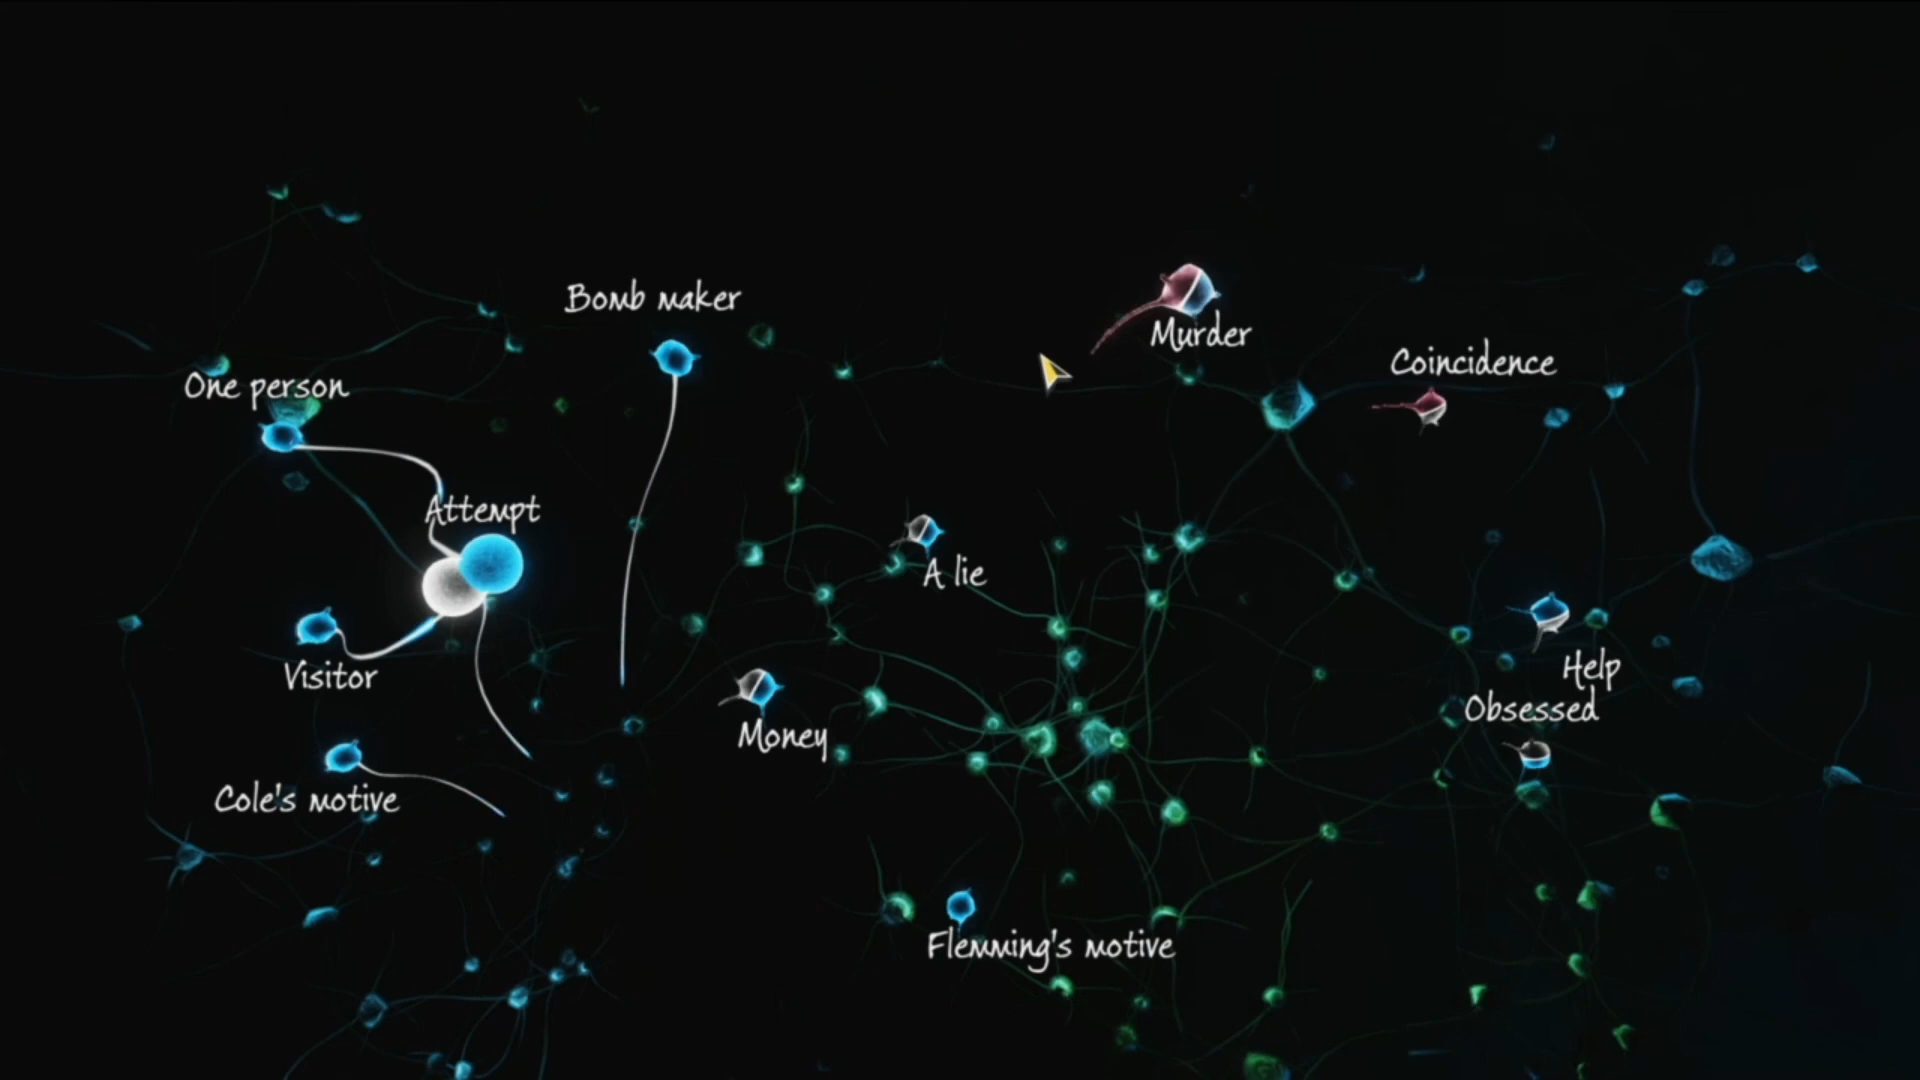 Bomb maker
Murder
Coincidence
One person
Attempt
A lie
Visitor
Help
Obsessed
Money
Cole's motive
Flemming's motive